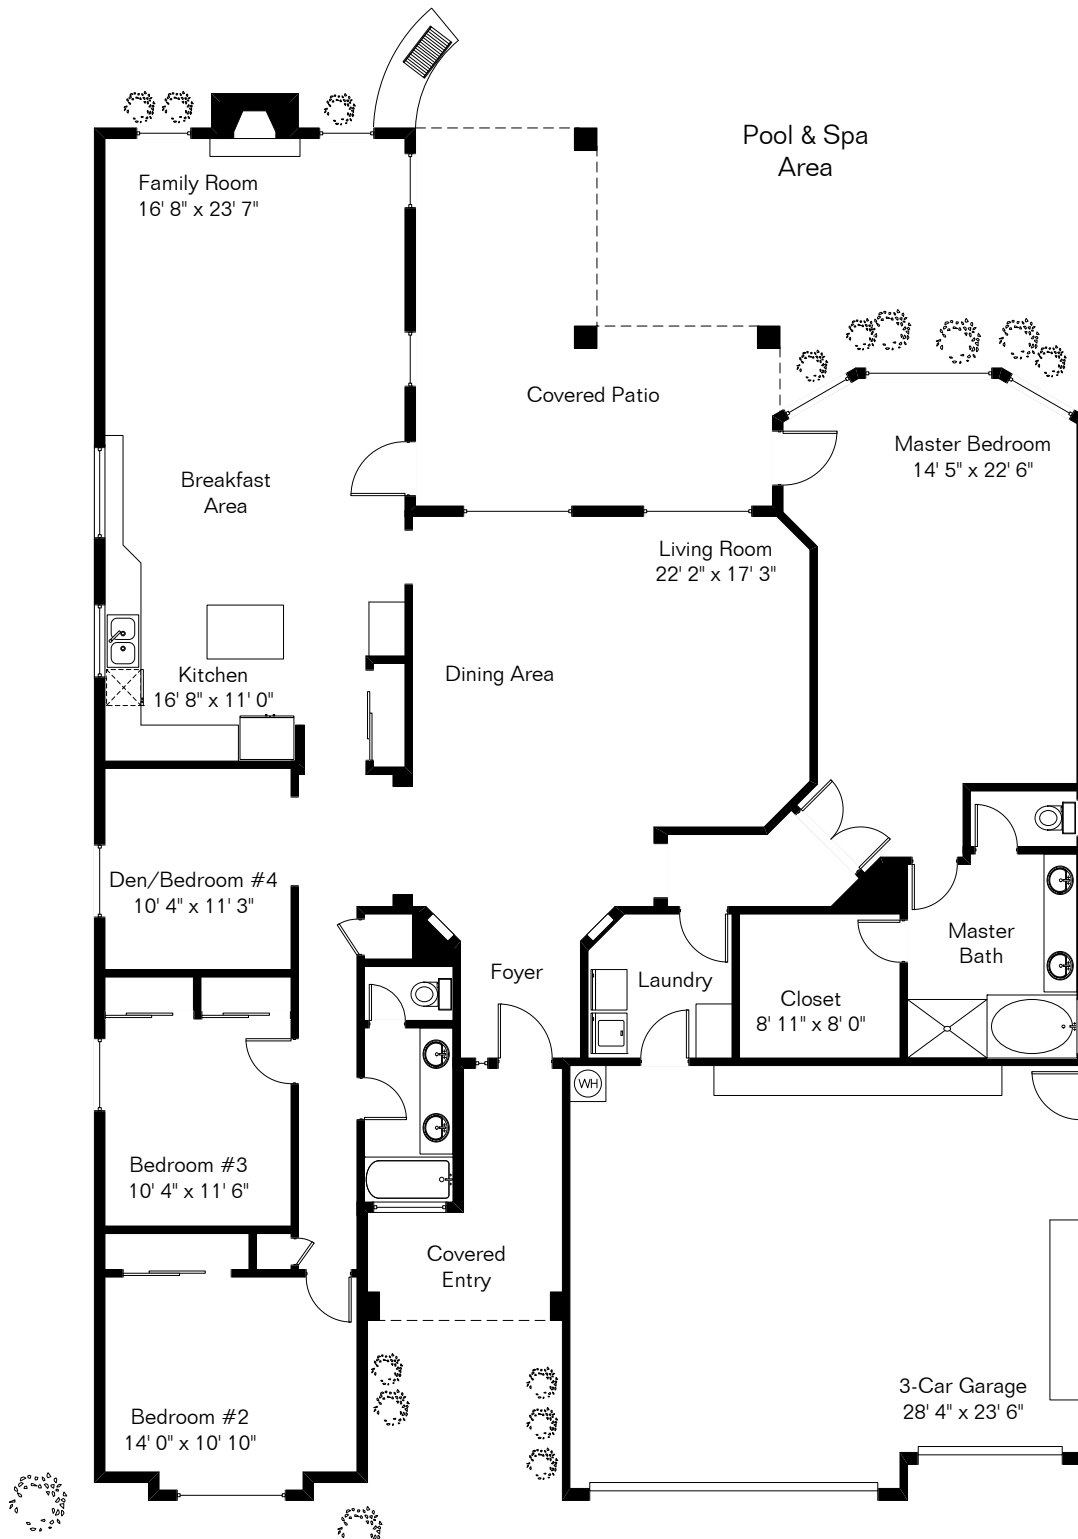 Pool & Spa
Area
Family Room
16' 8" x 23' 7"
Covered Patio
Master Bedroom
14' 5" x 22' 6"
Breakfast
Area
Living Room
22' 2" x 17' 3"
Dining Area
Kitchen
16' 8" x 11' 0"
Den/Bedroom #4
10' 4" x 11' 3"
Master
Bath
Foyer
Laundry
Closet
8' 11" x 8' 0"
WH
Bedroom #3
10' 4" x 11' 6"
Covered
Entry
3-Car Garage
28' 4" x 23' 6"
Bedroom #2
14' 0" x 10' 10"